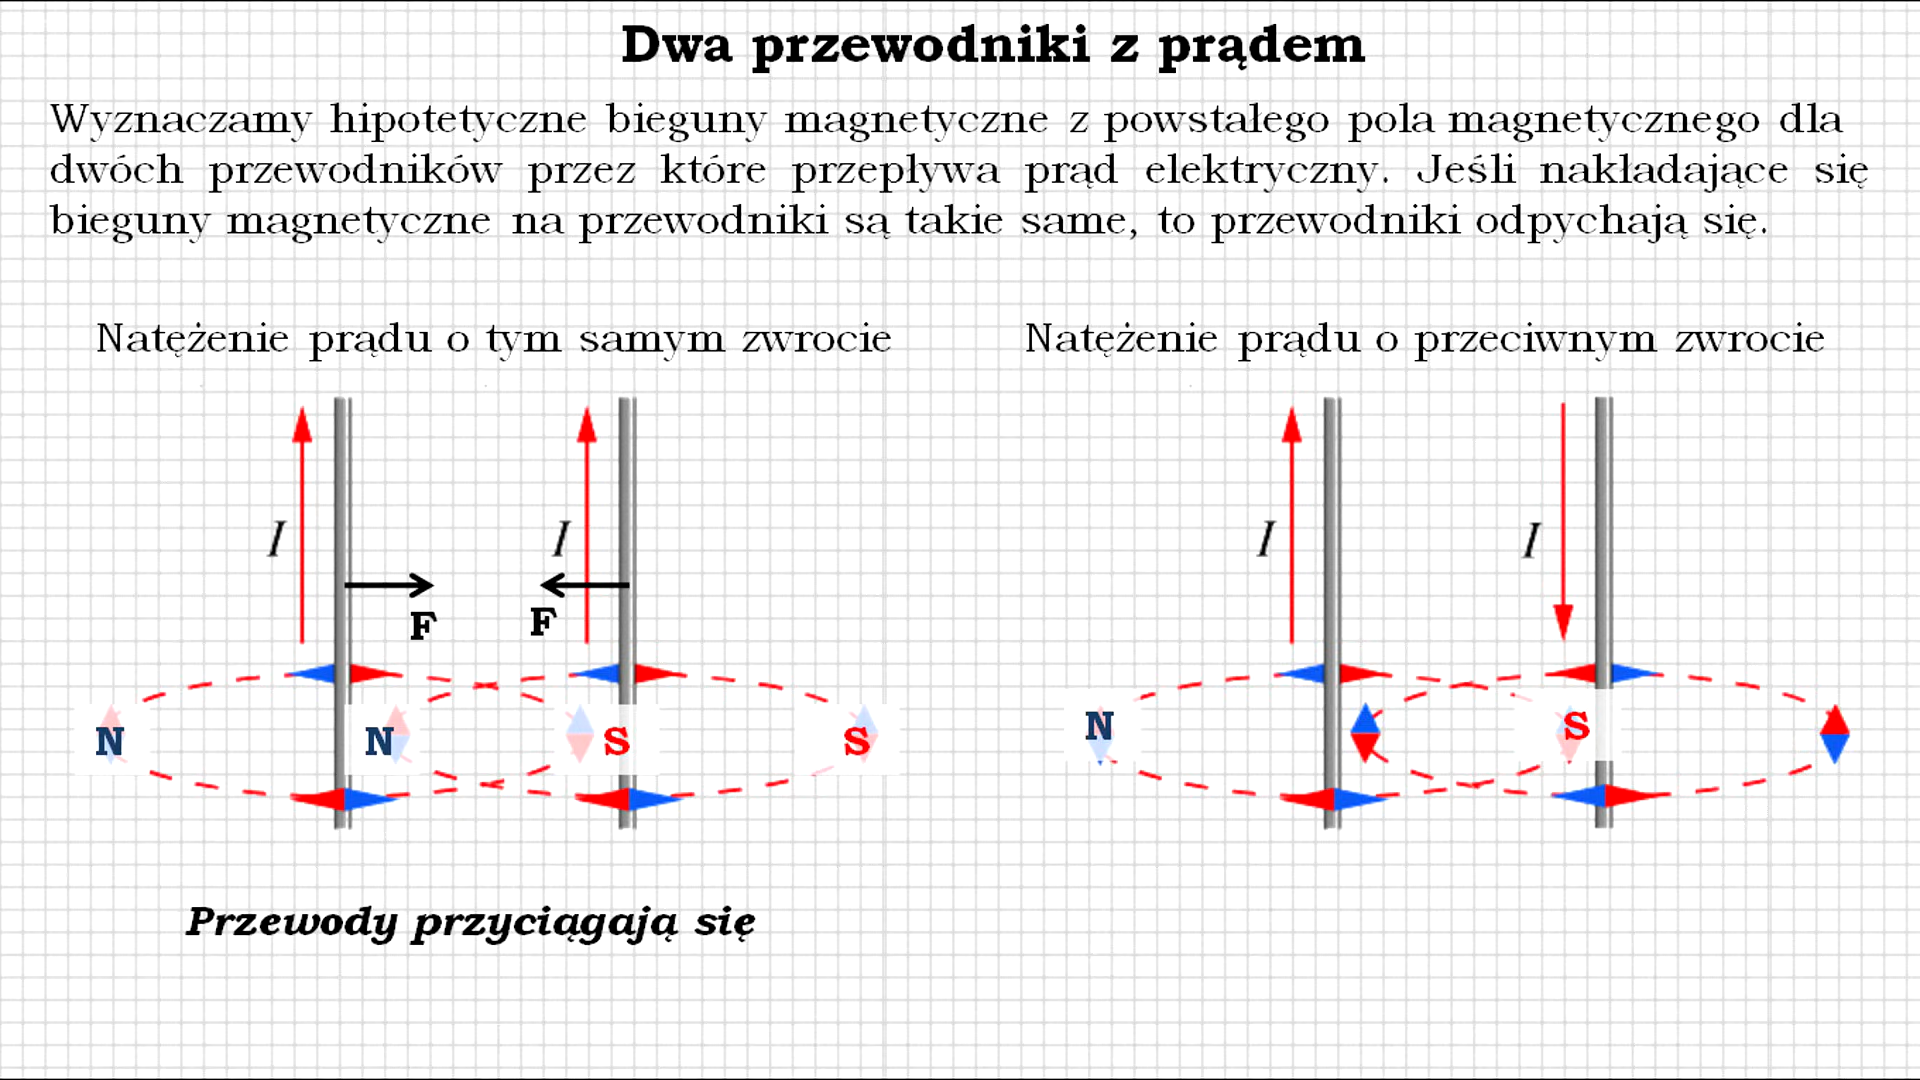 Dwa przewodniki z prądem
Wyznaczamy hipotetyczne bieguny magnetyczne z powstałego pola magnetycznego dla
dwóch przewodników przez które przepływa prąd elektryczny. Jeśli nakładające się
bieguny magnetyczne na przewodniki są takie same, to przewodniki odpychają się.
Natężenie prądu o tym samym zwrocie
Natężenie prądu o przeciwnym zwrocie
I
I
I
I
F
F
N
N
S
S
N
S
Przewody przyciągają się